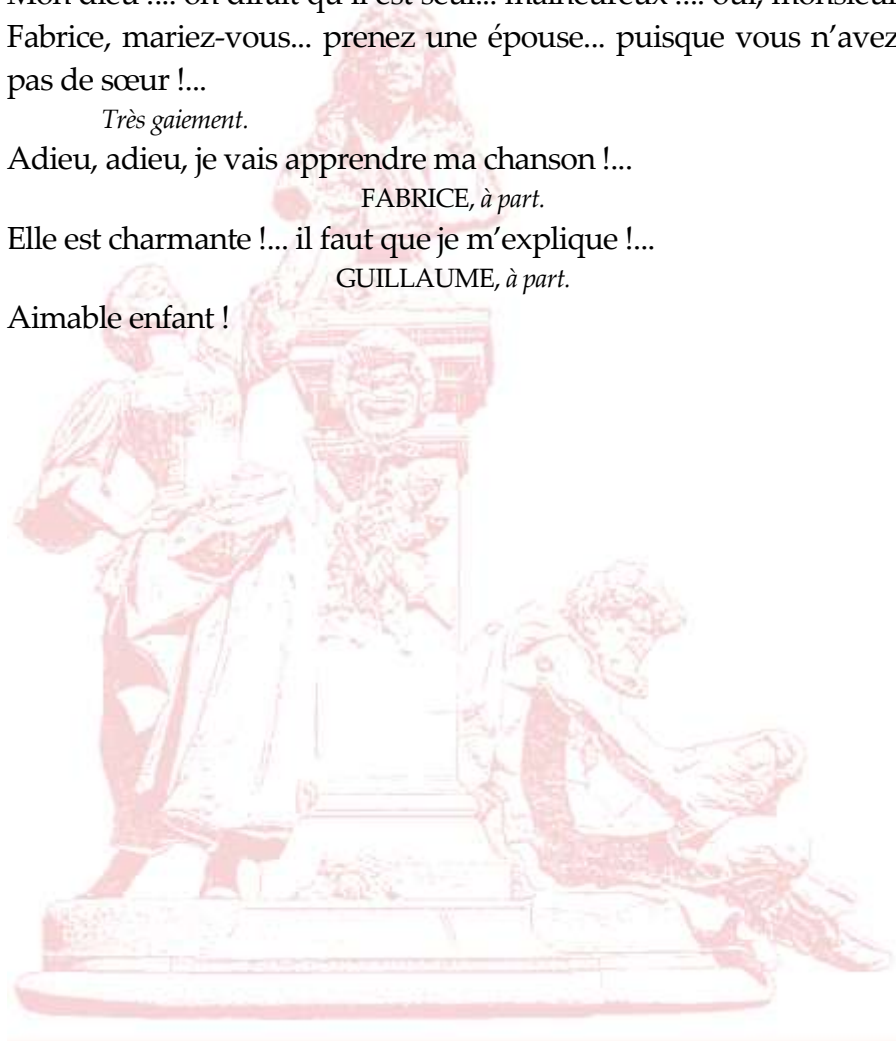 Mon dieu !... on dirait qu'il est seul... malheureux !... oui, monsieur
Fabrice, mariez-vous... prenez une épouse... puisque vous n’avez
pas de sœur !...
Très gaiement.
Adieu, adieu, je vais apprendre ma chanson !...
FABRICE, à part.
Elle est charmante !... il faut que je m’explique !...
GUILLAUME, à part.
Aimable enfant !